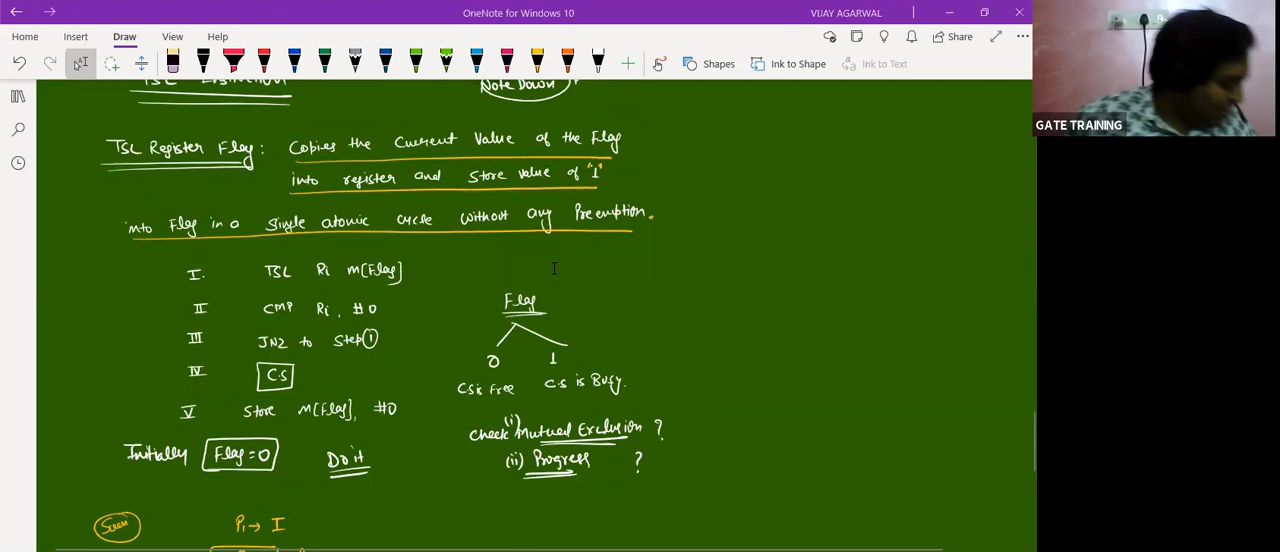 OneNote for Windows 10
VIJAY AGARWAL
Home Insert Draw View Help
Share
Shapes
Ink to Shape
Ink to Text
GATE TRAINING
Note Down
TSL Register Flag: Copies the Current Value of the Flag
into register and Store value of "1"
into Flag in a Single atomic cycle without any Preemption.
I. TSL Ri m[Flag]
II CMP Ri, #0
III JNZ to Step 1
IV C.S
V Store M[Flag], #0
Initially Flag=0 Do it
Flag
0 1
CS is Free C.S is Busy.
Check (i) Mutual Exclusion ?
(ii) Progress ?
P1→ I